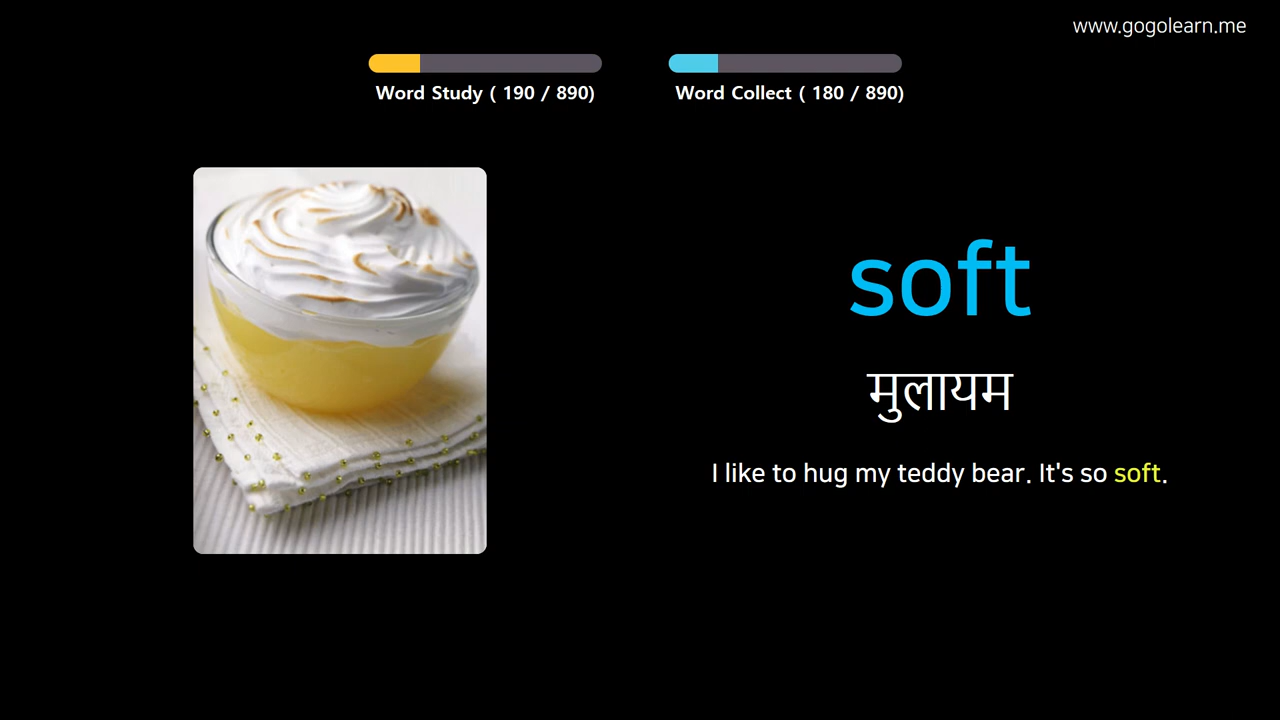 www.gogolearn.me
Word Study ( 190 / 890)
Word Collect ( 180 / 890)
soft
मुलायम
I like to hug my teddy bear. It's so soft.